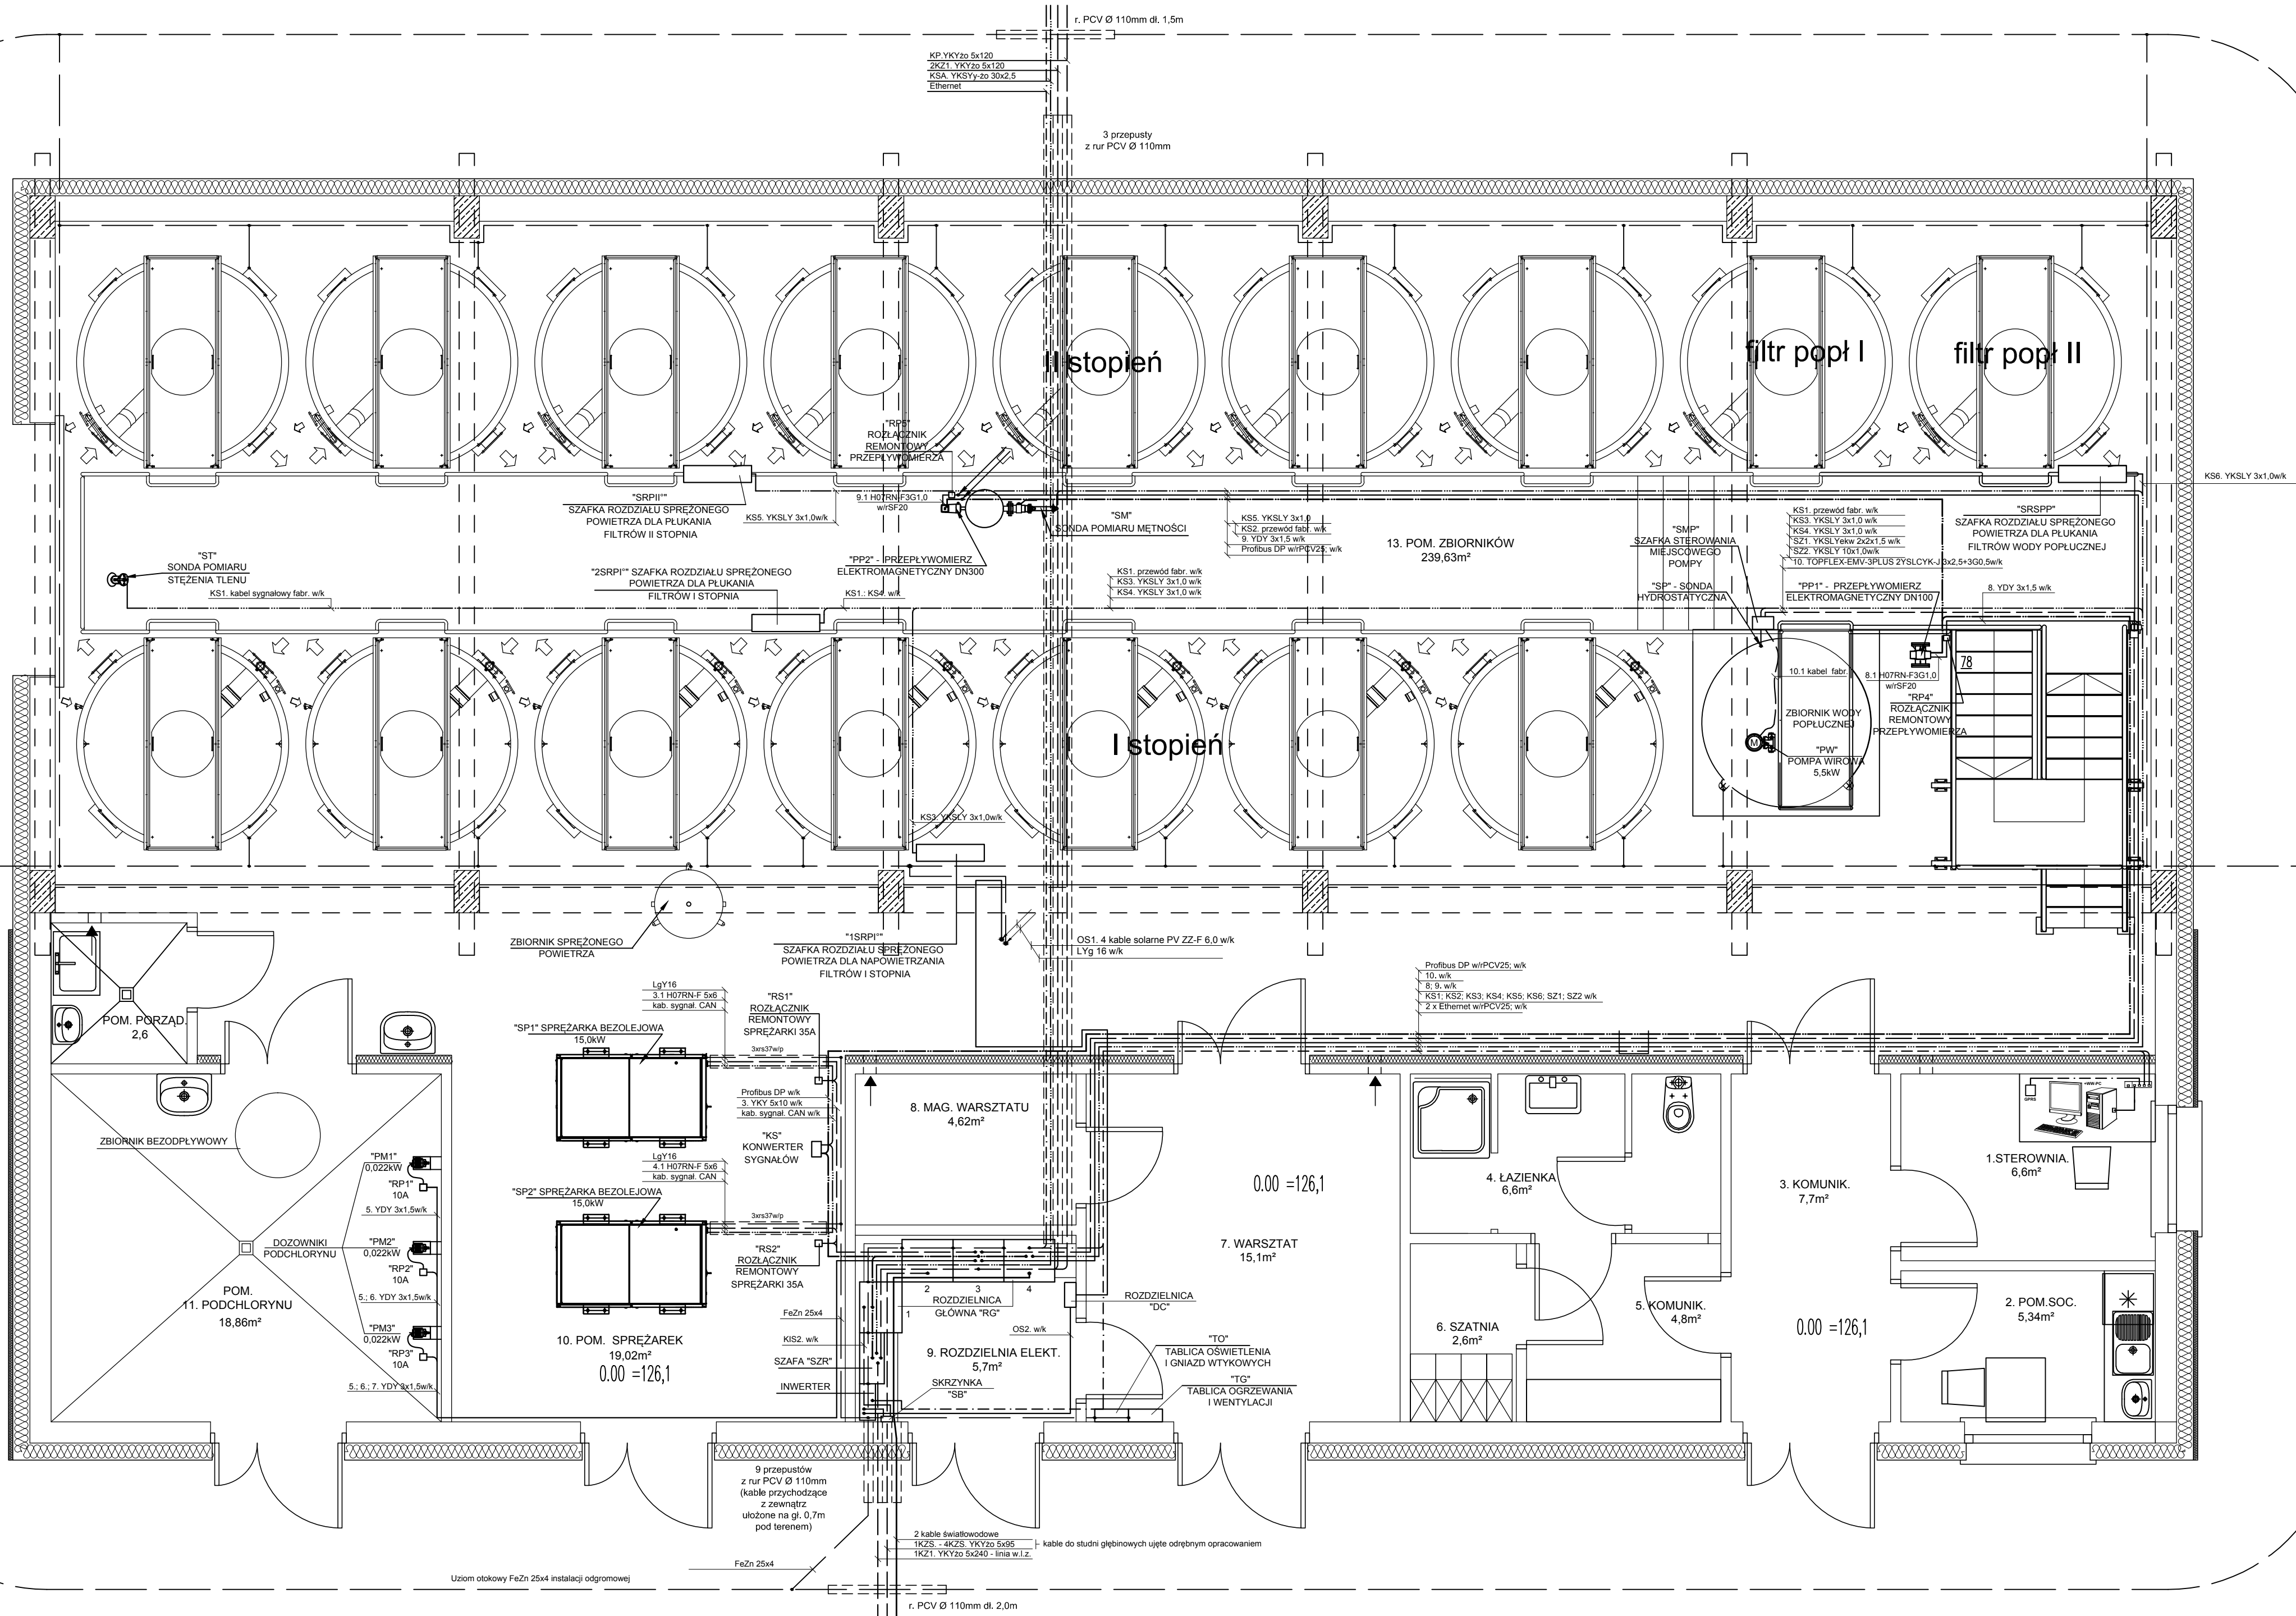 r. PCV Ø 110mm dł. 1,5m
KP.YKYżo 5x120
2KZ1. YKYżo 5x120
KSA. YKSYy-żo 30x2,5
Ethernet
3 przepusty
z rur PCV Ø 110mm
II stopień
filtr popł I
filtr popł II
"RP5"
ROZŁĄCZNIK
REMONTOWY
PRZEPŁYWOMIERZA
"SRPII°"
SZAFKA ROZDZIAŁU SPRĘŻONEGO
POWIETRZA DLA PŁUKANIA
FILTRÓW II STOPNIA
KS5. YKSLY 3x1,0w/k
9.1 H07RN-F3G1,0
w/rSF20
"SM"
SONDA POMIARU MĘTNOŚCI
"PP2" - PRZEPŁYWOMIERZ
ELEKTROMAGNETYCZNY DN300
KS5. YKSLY 3x1,0
KS2. przewód fabr. w/k
9. YDY 3x1,5 w/k
Profibus DP w/rPCV25; w/k
13. POM. ZBIORNIKÓW
239,63m²
"SMP"
SZAFKA STEROWANIA
MIEJSCOWEGO
POMPY
KS1. przewód fabr. w/k
KS3. YKSLY 3x1,0 w/k
KS4. YKSLY 3x1,0 w/k
SZ1. YKSLYekw 2x2x1,5 w/k
SZ2. YKSLY 10x1,0w/k
10. TOPFLEX-EMV-3PLUS 2YSLCYK-J 3x2,5+3G0,5w/k
"SRSPP"
SZAFKA ROZDZIAŁU SPRĘŻONEGO
POWIETRZA DLA PŁUKANIA
FILTRÓW WODY POPŁUCZNEJ
KS6. YKSLY 3x1,0w/k
"ST"
SONDA POMIARU
STĘŻENIA TLENU
KS1. kabel sygnałowy fabr. w/k
"2SRPI°" SZAFKA ROZDZIAŁU SPRĘŻONEGO
POWIETRZA DLA PŁUKANIA
FILTRÓW I STOPNIA
KS1.: KS4. w/k
KS1. przewód fabr. w/k
KS3. YKSLY 3x1,0 w/k
KS4. YKSLY 3x1,0 w/k
"SP" - SONDA
HYDROSTATYCZNA
"PP1" - PRZEPŁYWOMIERZ
ELEKTROMAGNETYCZNY DN100
8. YDY 3x1,5 w/k
10.1 kabel fabr.
8.1 H07RN-F3G1,0
w/rSF20
78
"RP4"
ROZŁĄCZNIK
REMONTOWY
PRZEPŁYWOMIERZA
ZBIORNIK WODY
POPŁUCZNEJ
M
"PW"
POMPA WIROWA
5,5kW
I stopień
KS3. YKSLY 3x1,0w/k
ZBIORNIK SPRĘŻONEGO
POWIETRZA
"1SRPI°"
SZAFKA ROZDZIAŁU SPRĘŻONEGO
POWIETRZA DLA NAPOWIETRZANIA
FILTRÓW I STOPNIA
OS1. 4 kable solarne PV ZZ-F 6,0 w/k
LYg 16 w/k
Profibus DP w/rPCV25; w/k
10. w/k
8; 9. w/k
KS1; KS2; KS3; KS4; KS5; KS6; SZ1; SZ2 w/k
2 x Ethernet w/rPCV25; w/k
POM. PORZĄD.
2,6
LgY16
3.1 H07RN-F 5x6
kab. sygnał. CAN
"RS1"
ROZŁĄCZNIK
REMONTOWY
SPRĘŻARKI 35A
"SP1" SPRĘŻARKA BEZOLEJOWA
15,0kW
3xrs37w/p
Profibus DP w/k
3. YKY 5x10 w/k
kab. sygnał. CAN w/k
"KS"
KONWERTER
SYGNAŁÓW
LgY16
4.1 H07RN-F 5x6
kab. sygnał. CAN
"SP2" SPRĘŻARKA BEZOLEJOWA
15,0kW
3xrs37w/p
"RS2"
ROZŁĄCZNIK
REMONTOWY
SPRĘŻARKI 35A
ZBIORNIK BEZODPŁYWOWY
"PM1"
0,022kW
"RP1"
10A
5. YDY 3x1,5w/k
DOZOWNIKI
PODCHLORYNU
"PM2"
0,022kW
"RP2"
10A
5.; 6. YDY 3x1,5w/k
"PM3"
0,022kW
"RP3"
10A
5.; 6.; 7. YDY 3x1,5w/k
POM.
11. PODCHLORYNU
18,86m²
10. POM. SPRĘŻAREK
19,02m²
0.00 =126,1
8. MAG. WARSZTATU
4,62m²
FeZn 25x4
KIS2. w/k
SZAFA "SZR"
INWERTER
1
2
3
4
ROZDZIELNICA
GŁÓWNA "RG"
OS2. w/k
9. ROZDZIELNIA ELEKT.
5,7m²
SKRZYNKA
"SB"
ROZDZIELNICA
"DC"
"TO"
TABLICA OŚWIETLENIA
I GNIAZD WTYKOWYCH
"TG"
TABLICA OGRZEWANIA
I WENTYLACJI
0.00 =126,1
7. WARSZTAT
15,1m²
4. ŁAZIENKA
6,6m²
3. KOMUNIK.
7,7m²
GPRS
+WW-PC
1.STEROWNIA.
6,6m²
6. SZATNIA
2,6m²
5. KOMUNIK.
4,8m²
0.00 =126,1
2. POM.SOC.
5,34m²
9 przepustów
z rur PCV Ø 110mm
(kable przychodzące
z zewnątrz
ułożone na gł. 0,7m
pod terenem)
2 kable światłowodowe
1KZS. - 4KZS. YKYżo 5x95
kable do studni głębinowych ujęte odrębnym opracowaniem
1KZ1. YKYżo 5x240 - linia w.l.z.
FeZn 25x4
Uziom otokowy FeZn 25x4 instalacji odgromowej
r. PCV Ø 110mm dł. 2,0m